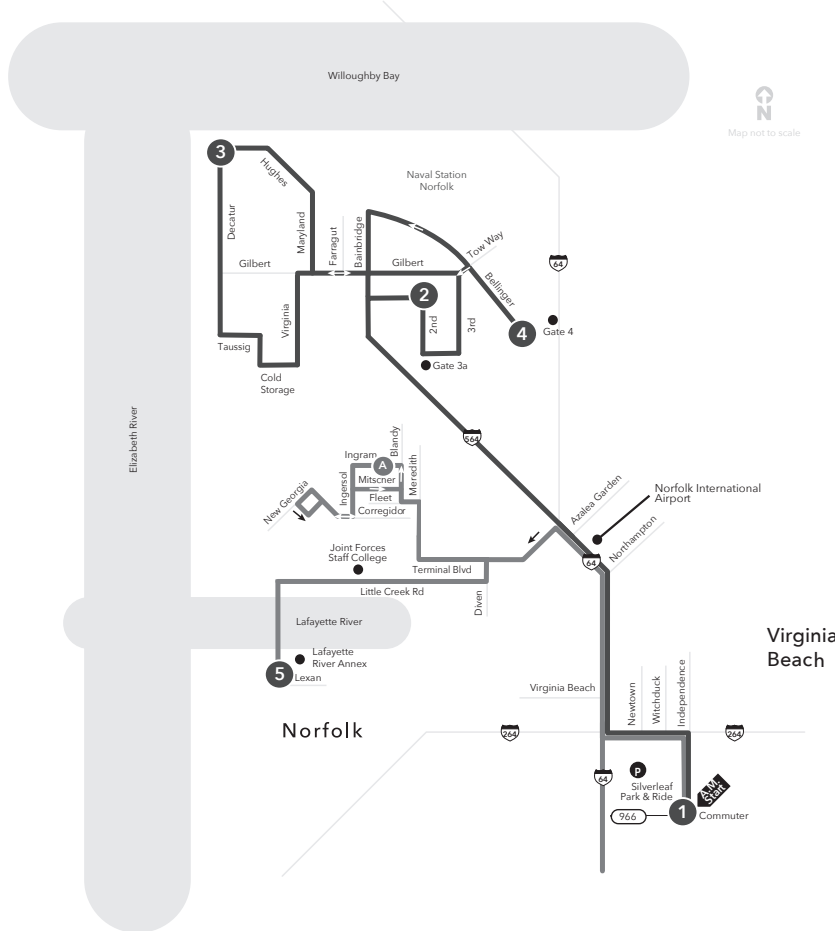 Willoughby Bay
N
Map not to scale
3
Hughes
Naval Station
Norfolk
Decatur
Maryland
Farragut
Bainbridge
Tow Way
Gilbert
Gilbert
64
Bellinger
2
Virginia
2nd
3rd
4
Gate 4
Taussig
Gate 3a
Cold
Storage
Elizabeth River
564
Blandy
Ingram
A
Meredith
Ingersol
Mitscner
Fleet
Corregidor
New Georgia
Azalea Garden
Norfolk International
Airport
Northampton
Joint Forces
Staff College
64
Terminal Blvd
Little Creek Rd
Diven
Lafayette River
Lafayette
River Annex
5
Lexan
Virginia
Beach
Virginia Beach
Newtown
Witchduck
Independence
Norfolk
264
264
64
P
Silverleaf
Park & Ride
A.M.
Start
966
1
Commuter